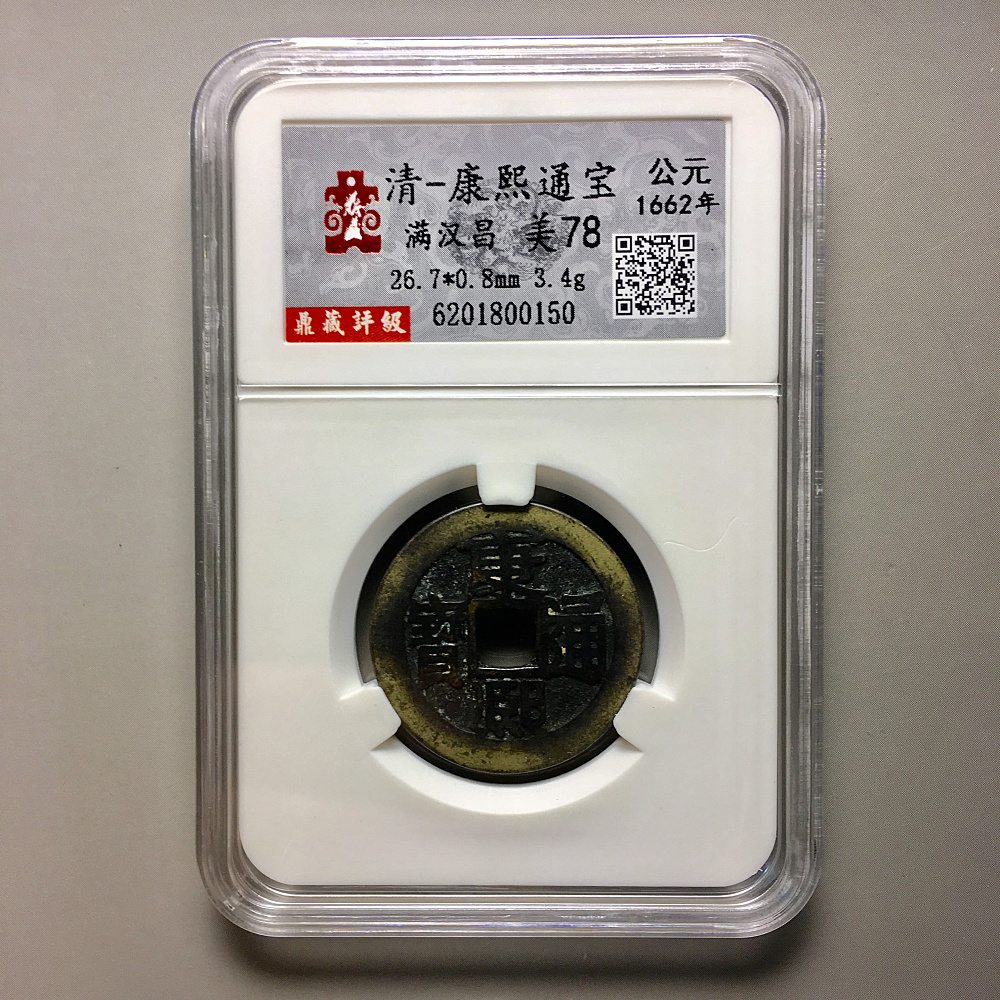 清-康熙通宝
公元
1662年
满汉昌 美78
26.7*0.8mm 3.4g
鼎藏評級
6201800150
康熙通寶